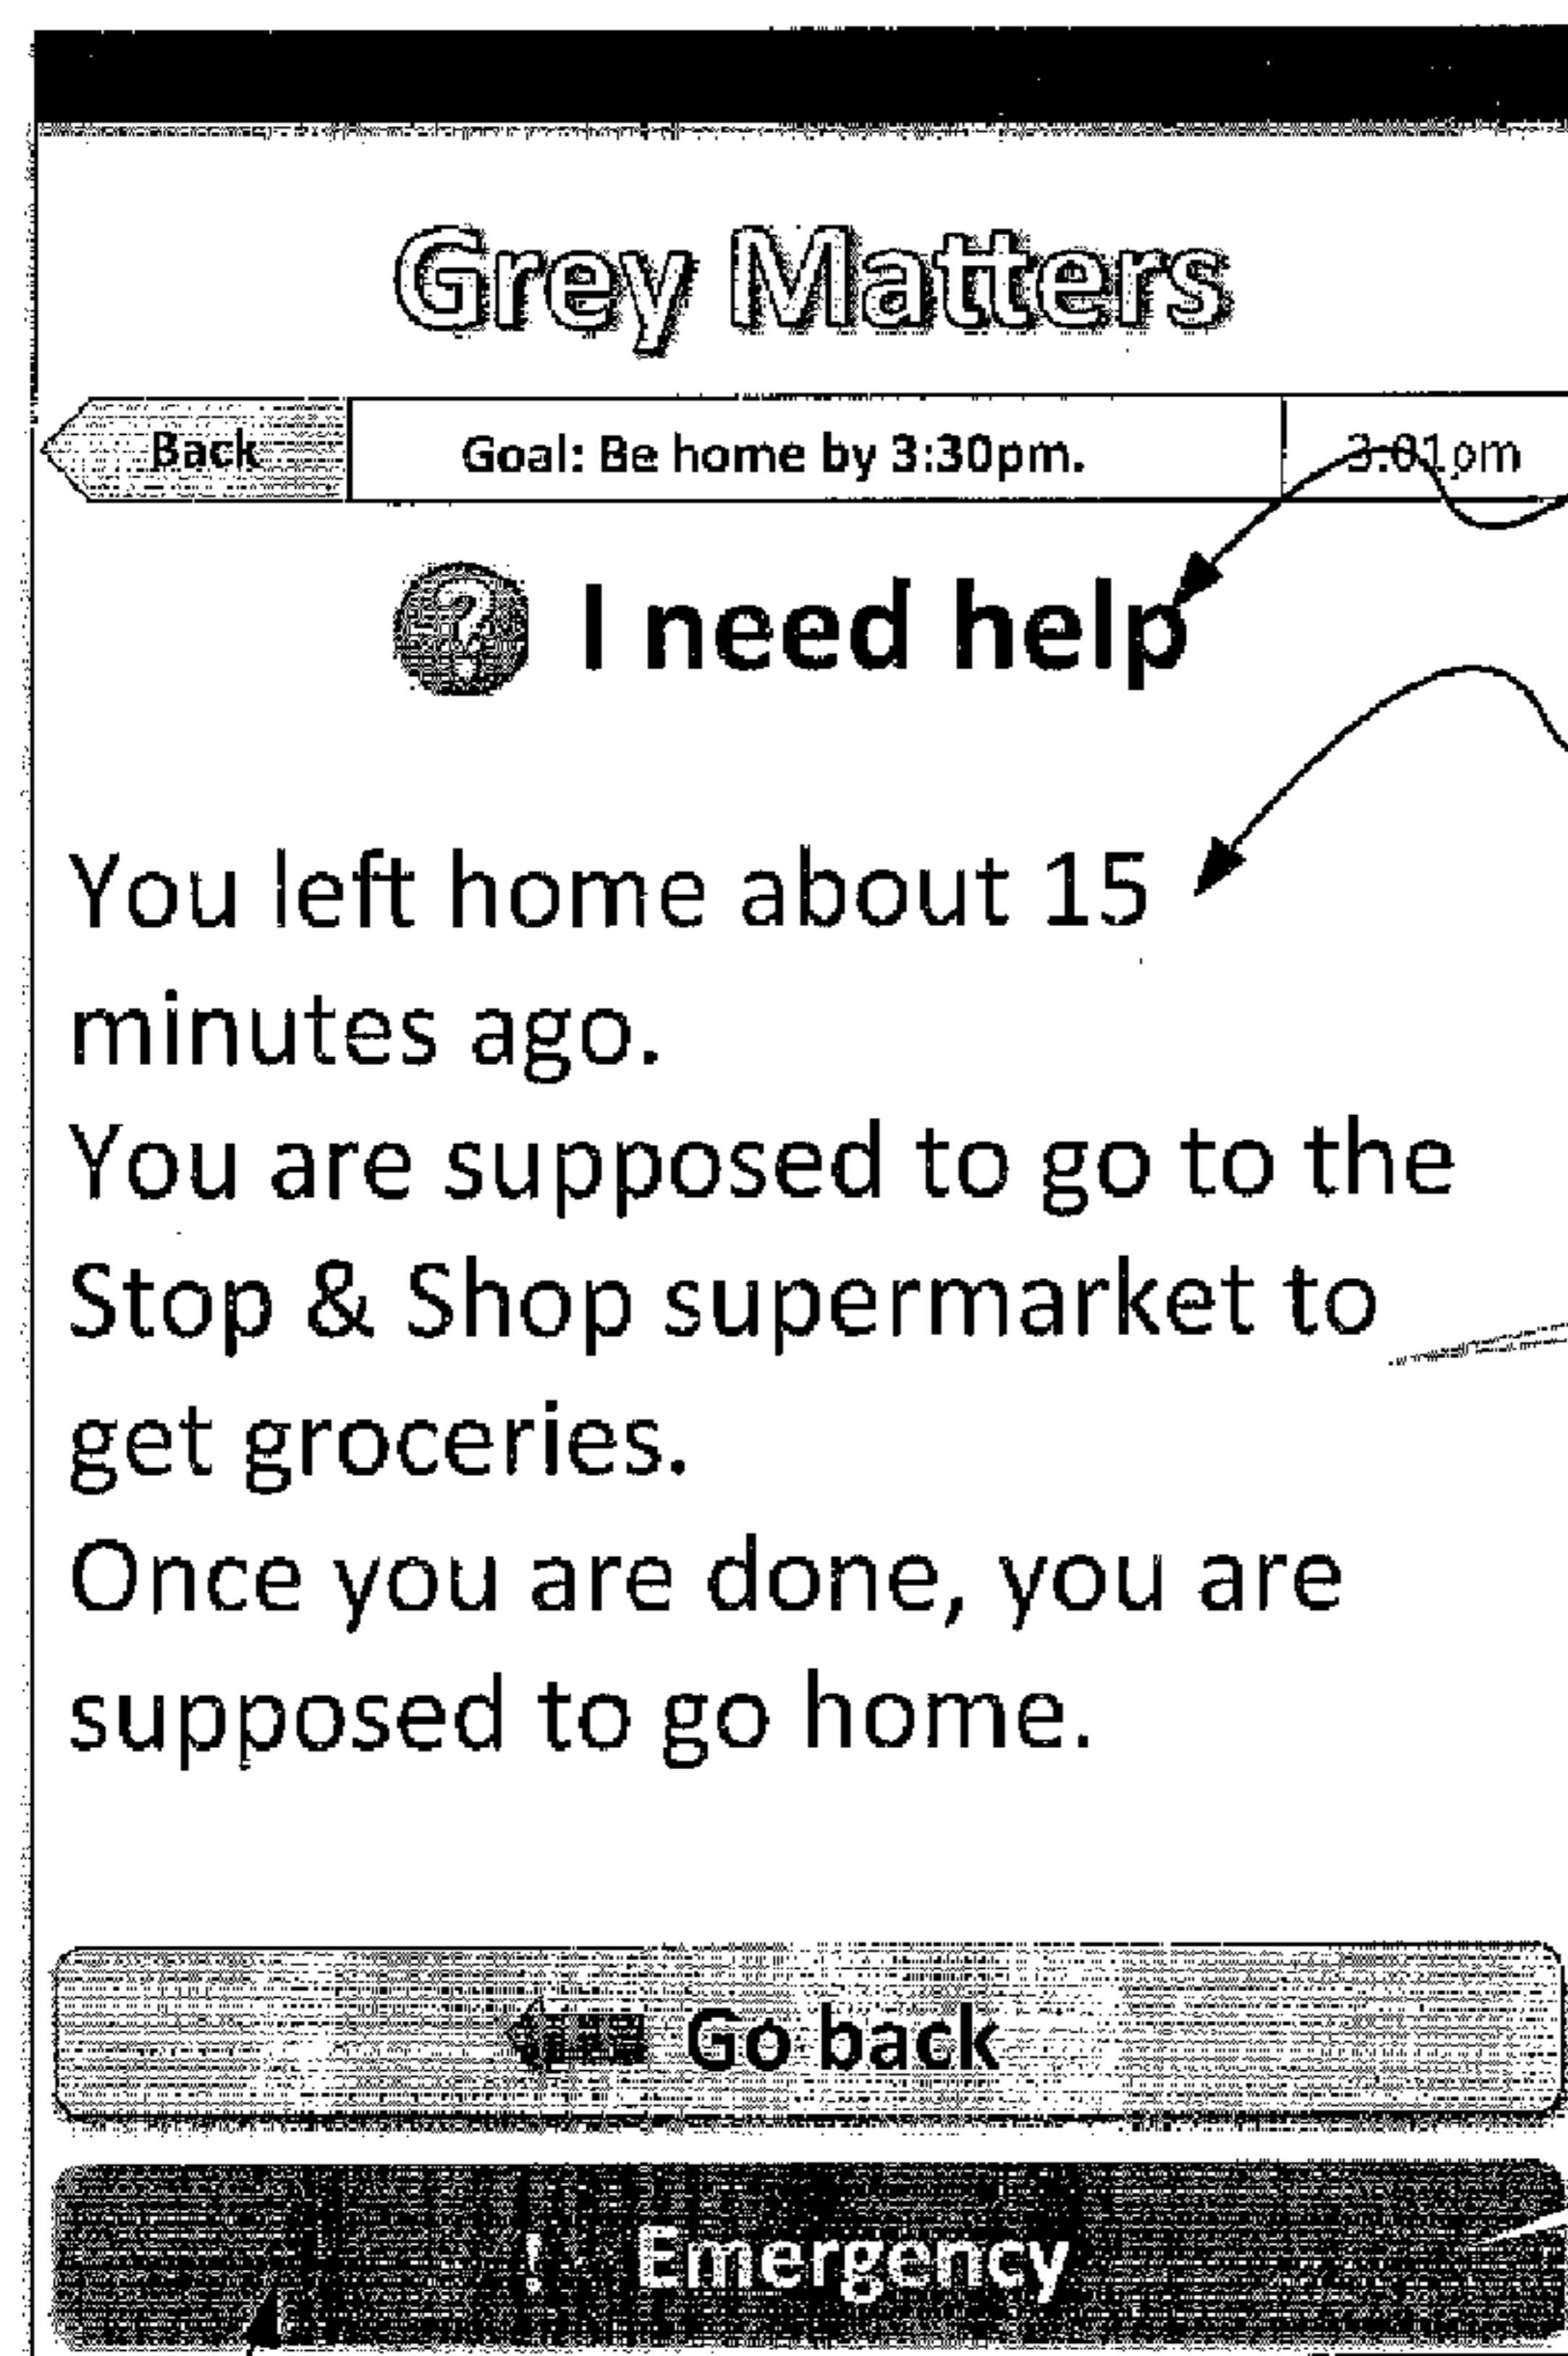 Grey Matters
Back Goal: Be home by 3:30pm. 3:01pm
? I need help
You left home about 15
minutes ago.
You are supposed to go to the
Stop & Shop supermarket to
get groceries.
Once you are done, you are
supposed to go home.
Go back
! Emergency